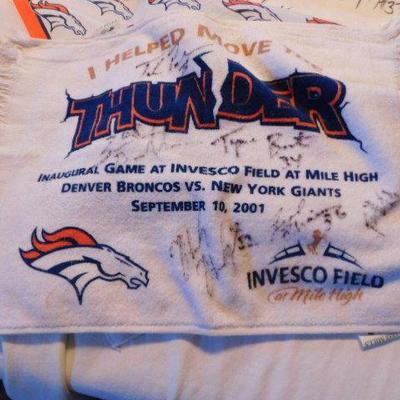 I HELPED MOVE THE
THUNDER
INAUGURAL GAME AT INVESCO FIELD AT MILE HIGH
DENVER BRONCOS VS. NEW YORK GIANTS
SEPTEMBER 10, 2001
INVESCO FIELD
at Mile High